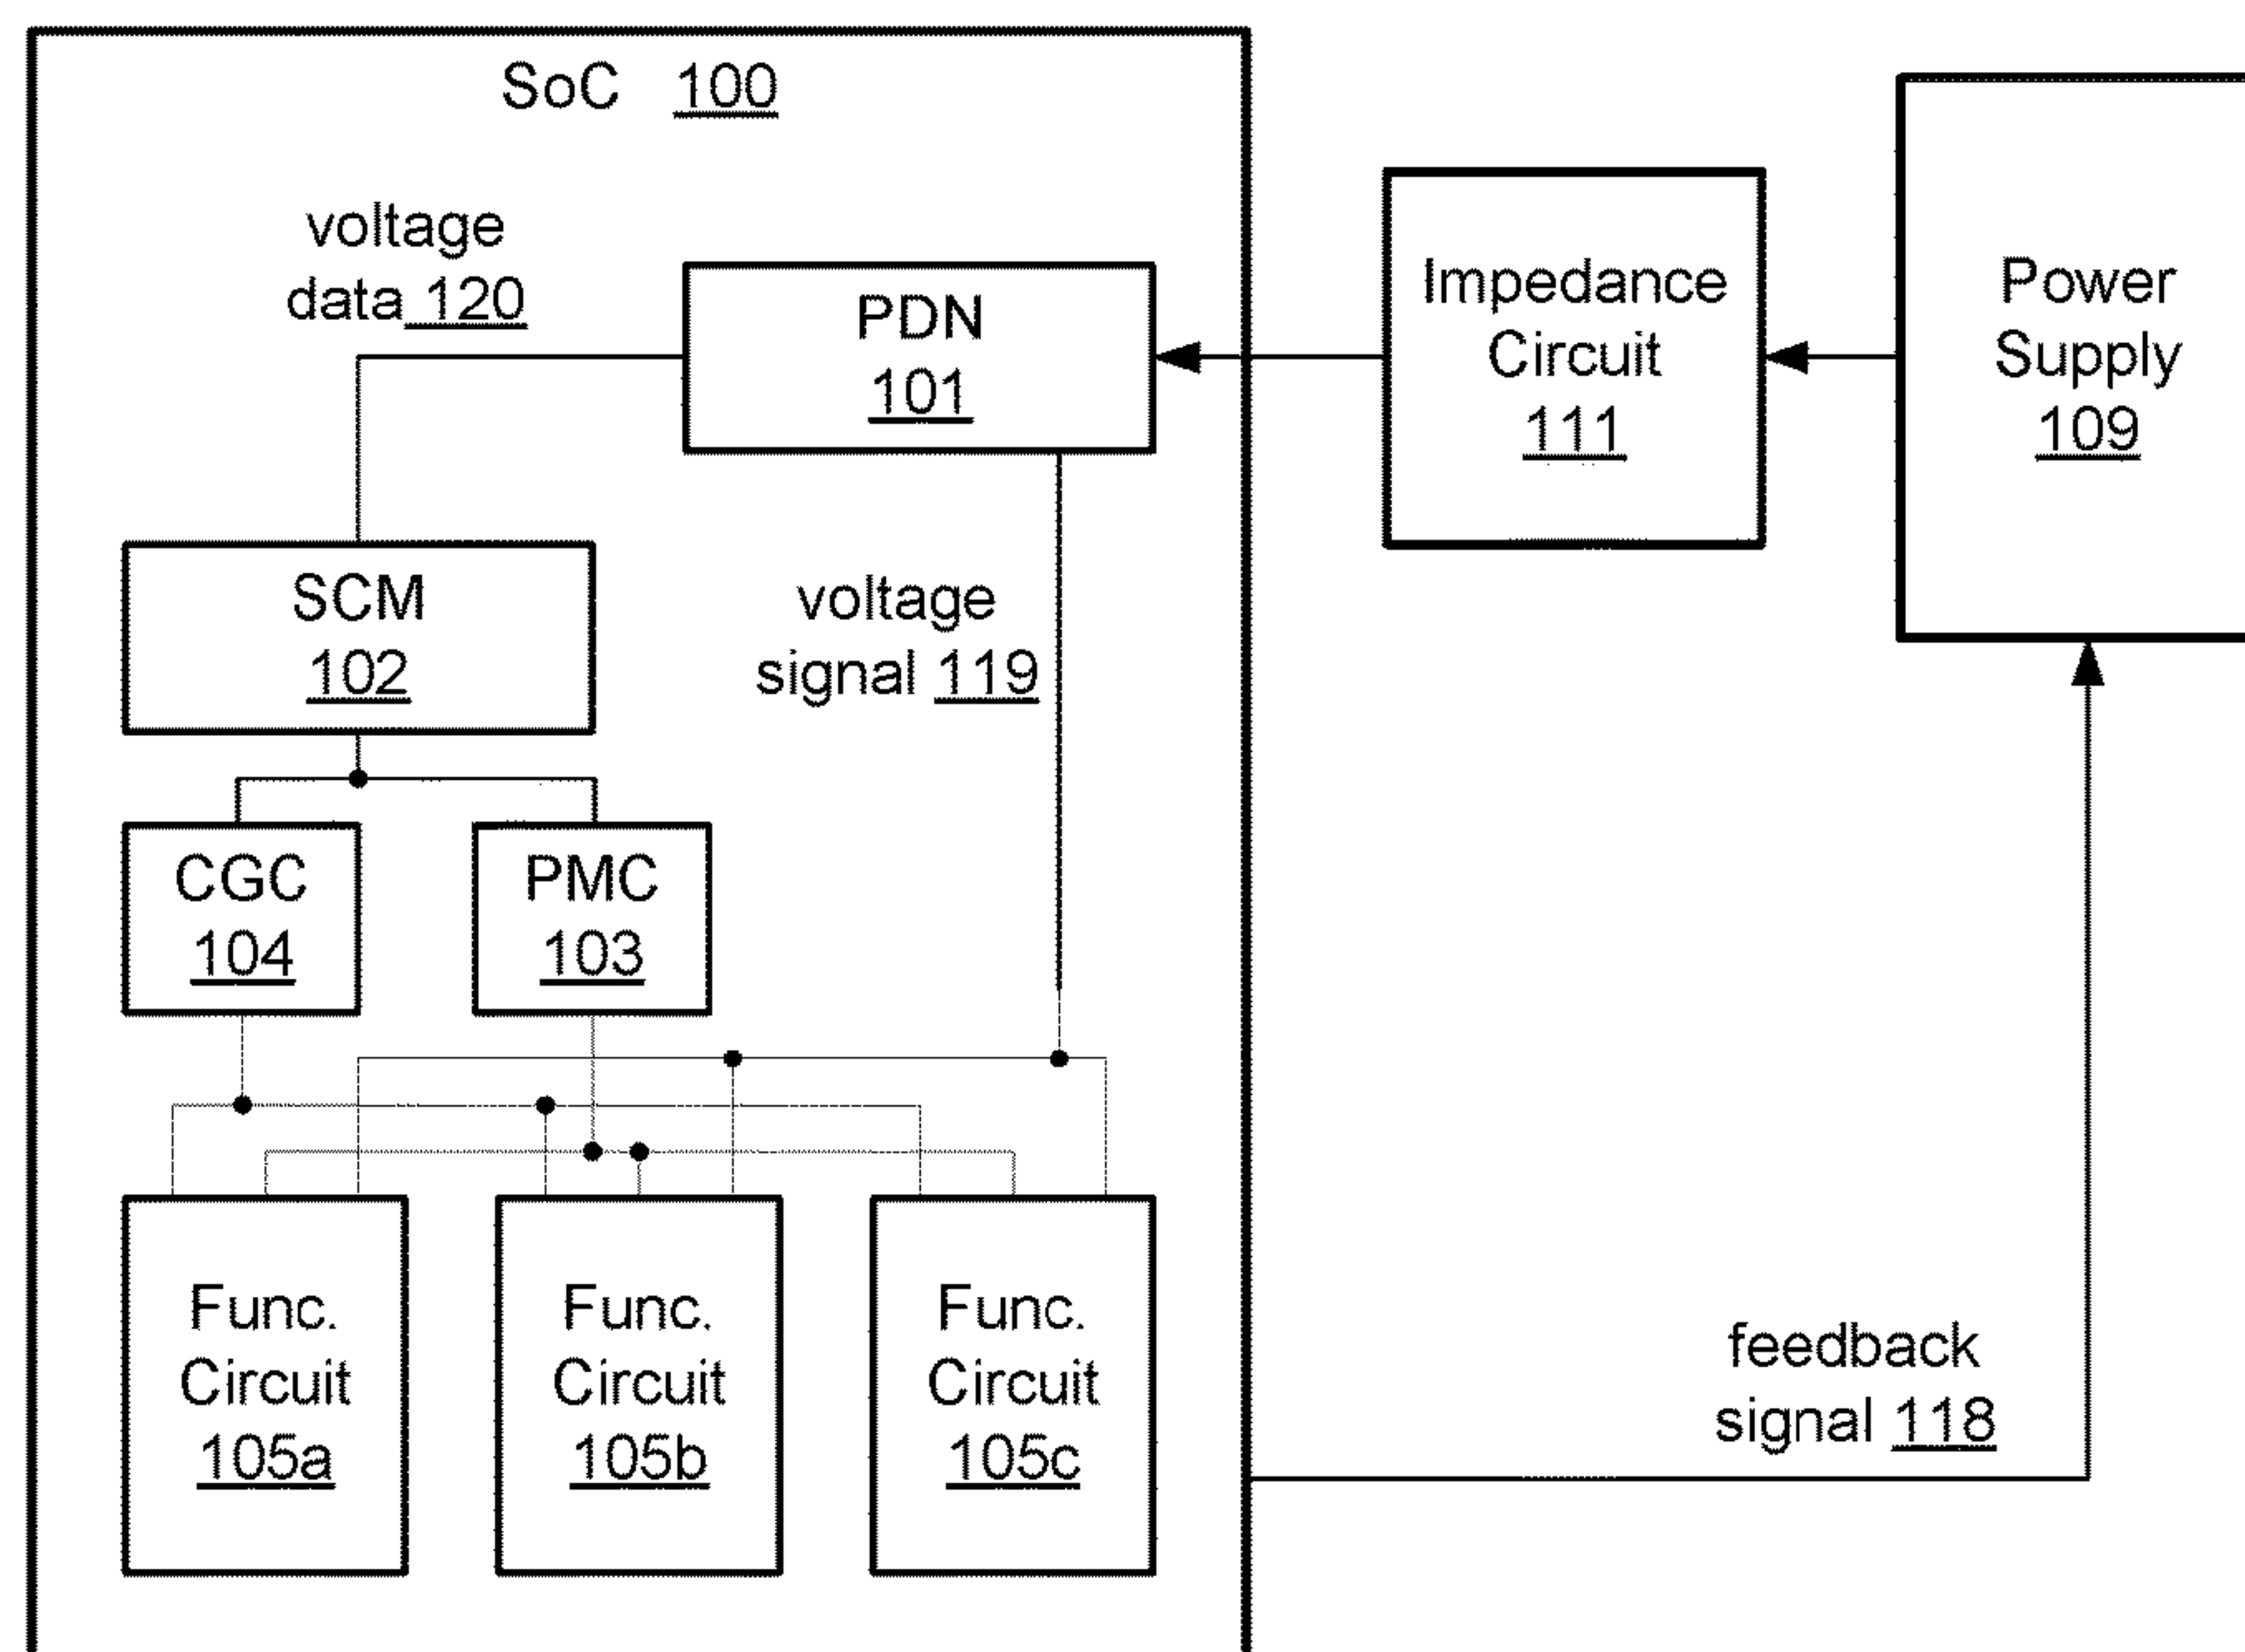 SoC 100
voltage
data 120
PDN
101
Impedance
Circuit
111
Power
Supply
109
SCM
102
voltage
signal 119
CGC
104
PMC
103
Func.
Circuit
105a
Func.
Circuit
105b
Func.
Circuit
105c
feedback
signal 118